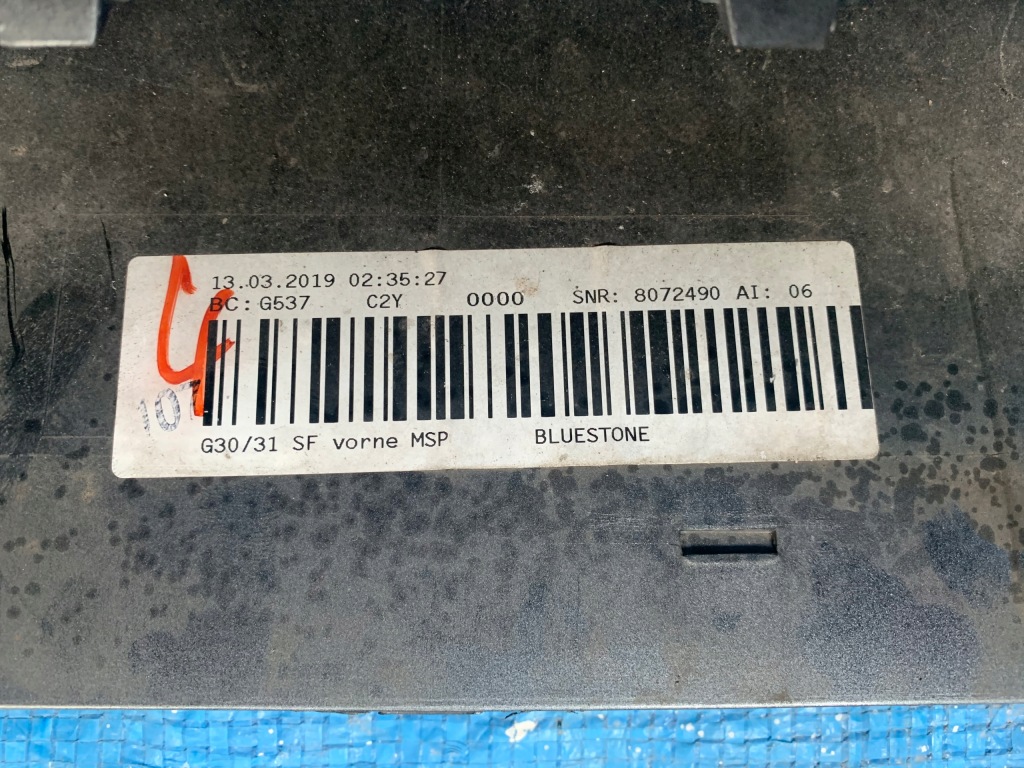 13.03.2019 02:35:27
BC: G537 C2Y 0000 SNR: 8072490 AI: 06
107
G30/31 SF vorne MSP BLUESTONE